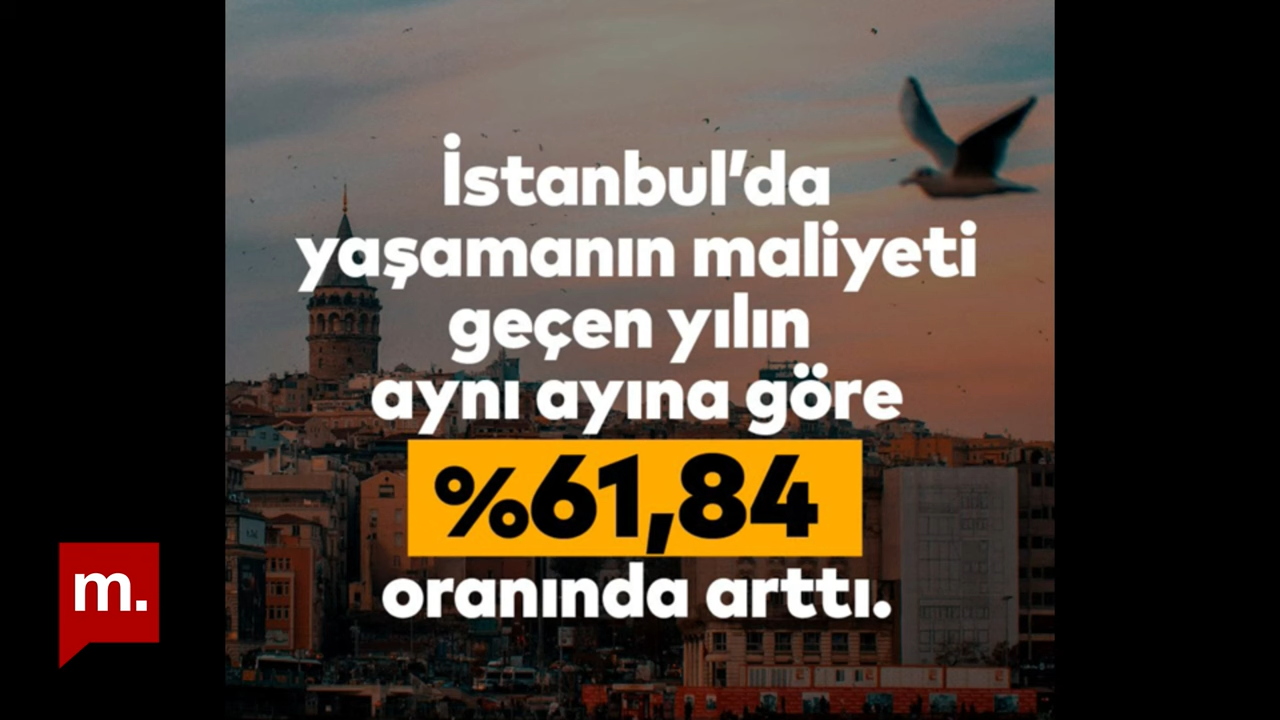 İstanbul'da
yaşamanın maliyeti
geçen yılın
aynı ayına göre
%61,84
oranında arttı.
m.